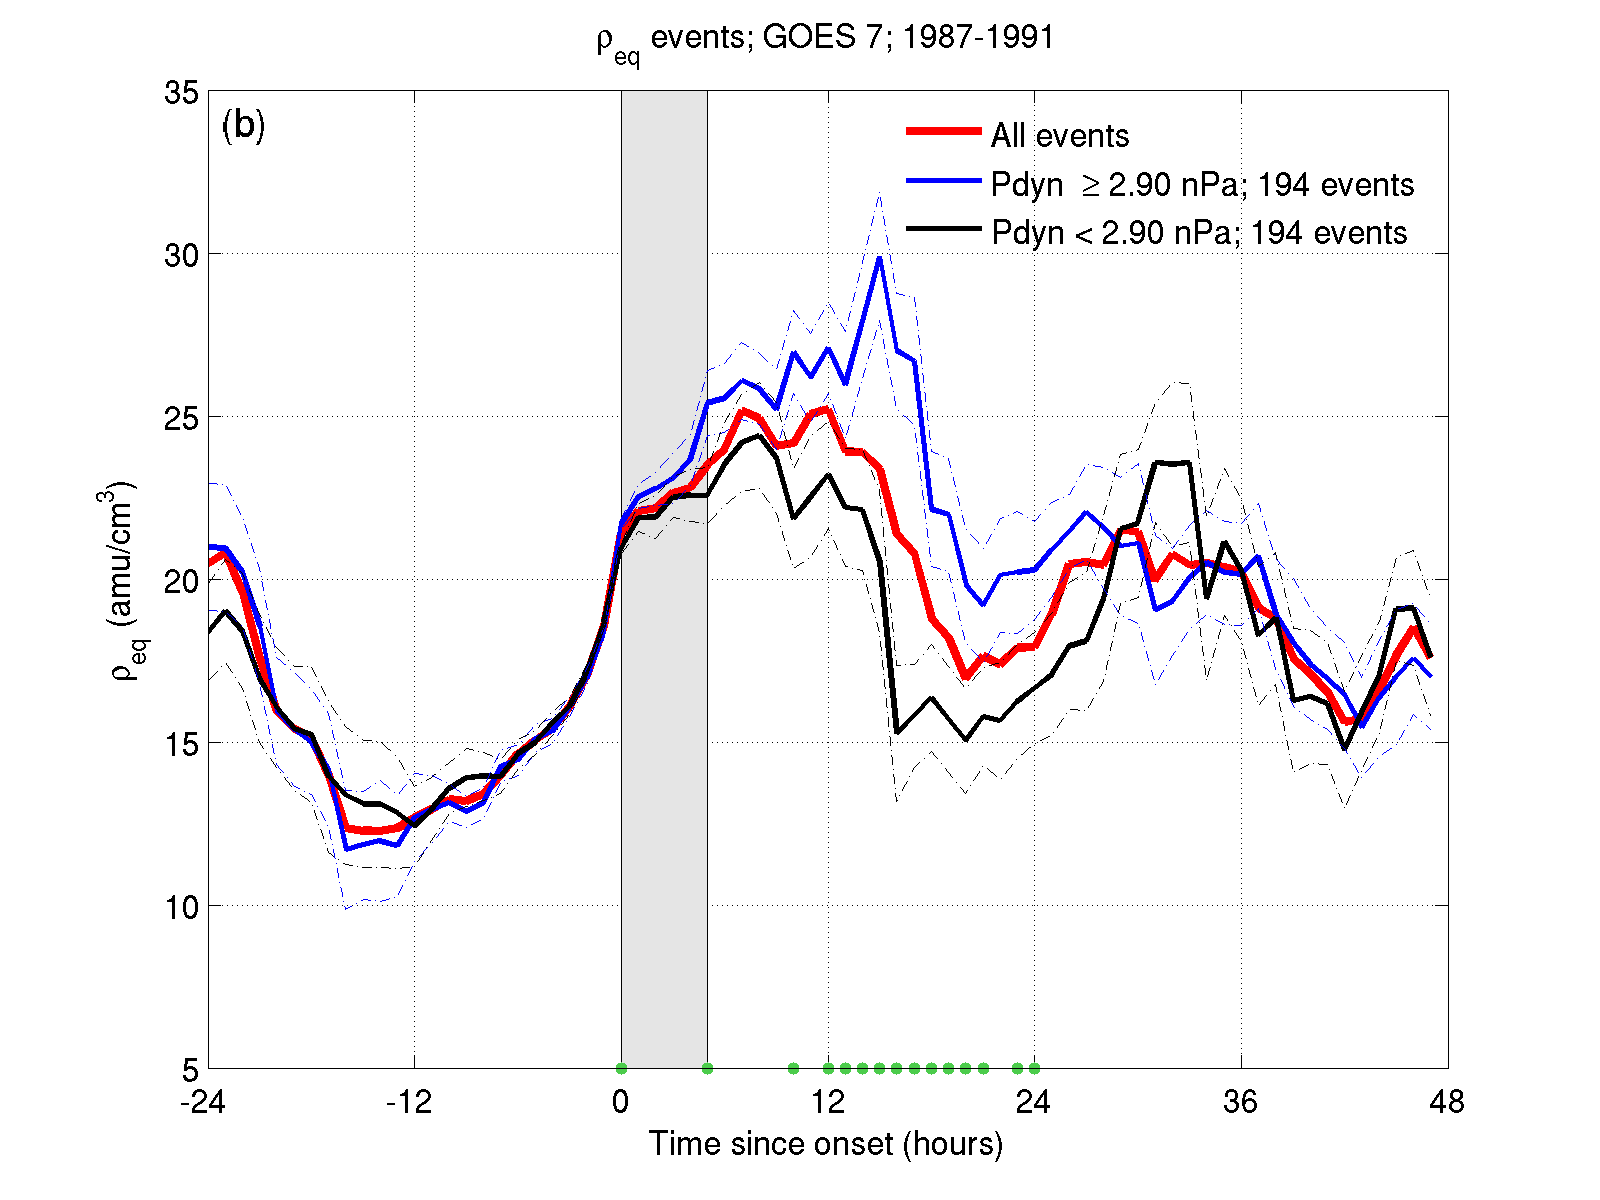 ρeq events; GOES 7; 1987-1991
(b)
All events
Pdyn ≥ 2.90 nPa; 194 events
Pdyn < 2.90 nPa; 194 events
35
30
25
20
15
10
5
ρeq (amu/cm³)
-24 -12 0 12 24 36 48
Time since onset (hours)